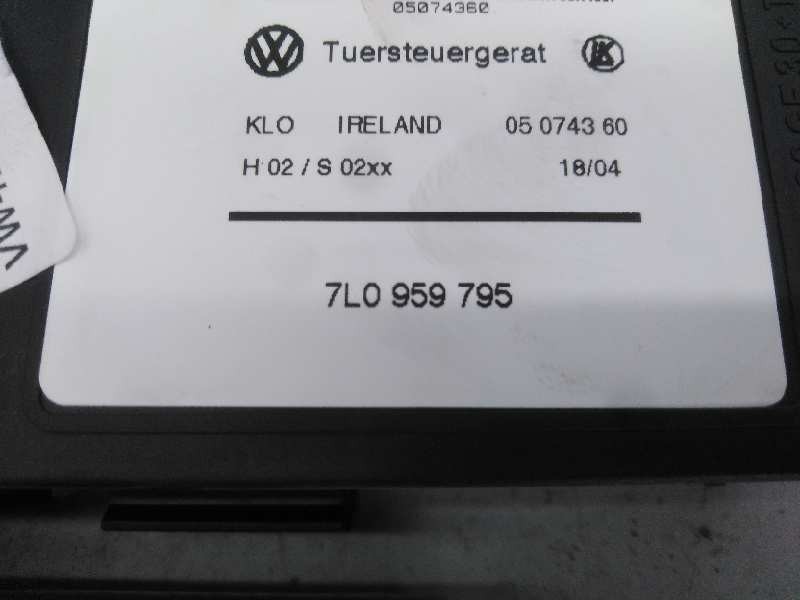 05074360
Tuersteuergerat
KLO IRELAND 05 0743 60
H 02 / S 02xx 18/04
7L0 959 795